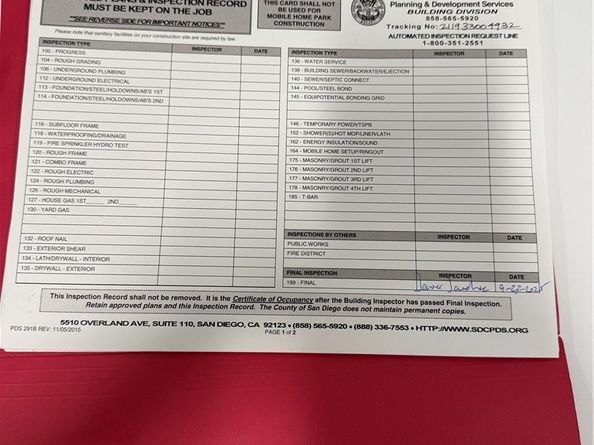 PLANS & INSPECTION RECORD
MUST BE KEPT ON THE JOB
"SEE REVERSE SIDE FOR IMPORTANT NOTICES"
THIS CARD SHALL NOT
BE USED FOR
MOBILE HOME PARK
CONSTRUCTION
Planning & Development Services
BUILDING DIVISION
858-565-5920
Tracking No:
AUTOMATED INSPECTION REQUEST LINE
1-800-351-2551
Please note that sanitary facilities on your construction site are required by law.
INSPECTION TYPE INSPECTOR DATE
100 - PROGRESS
104 - ROUGH GRADING
106 - UNDERGROUND PLUMBING
112 - UNDERGROUND ELECTRICAL
113 - FOUNDATION/STEEL/HOLDOWNS/AB'S 1ST
114 - FOUNDATION/STEEL/HOLDOWNS/AB'S 2ND
116 - SUBFLOOR FRAME
118 - WATERPROOFING/DRAINAGE
119 - FIRE SPRINKLER HYDRO TEST
120 - ROUGH FRAME
121 - COMBO FRAME
122 - ROUGH ELECTRIC
124 - ROUGH PLUMBING
126 - ROUGH MECHANICAL
127 - HOUSE GAS 1ST_____ 2ND_____
130 - YARD GAS
132 - ROOF NAIL
133 - EXTERIOR SHEAR
134 - LATH/DRYWALL - INTERIOR
135 - DRYWALL - EXTERIOR
INSPECTION TYPE INSPECTOR DATE
136 - WATER SERVICE
138 - BUILDING SEWER/BACKWATER/EJECTION
140 - SEWER/SEPTIC CONNECT
144 - POOL/STEEL BOND
145 - EQUIPOTENTIAL BONDING GRID
146 - TEMPORARY POWER/TSPB
152 - SHOWER(S)/HOT MOP/LINER/LATH
162 - ENERGY INSULATION/SOUND
164 - MOBILE HOME SETUP/RINGOUT
175 - MASONRY/GROUT 1ST LIFT
176 - MASONRY/GROUT 2ND LIFT
177 - MASONRY/GROUT 3RD LIFT
178 - MASONRY/GROUT 4TH LIFT
185 - T-BAR
INSPECTIONS BY OTHERS INSPECTOR DATE
PUBLIC WORKS
FIRE DISTRICT
FINAL INSPECTION INSPECTOR DATE
199 - FINAL
This Inspection Record shall not be removed. It is the Certificate of Occupancy after the Building Inspector has passed Final Inspection.
Retain approved plans and this Inspection Record. The County of San Diego does not maintain permanent copies.
5510 OVERLAND AVE, SUITE 110, SAN DIEGO, CA 92123 • (858) 565-5920 • (888) 336-7553 • HTTP://WWW.SDCPDS.ORG
PDS 291B REV: 11/05/2015
PAGE 1 of 2